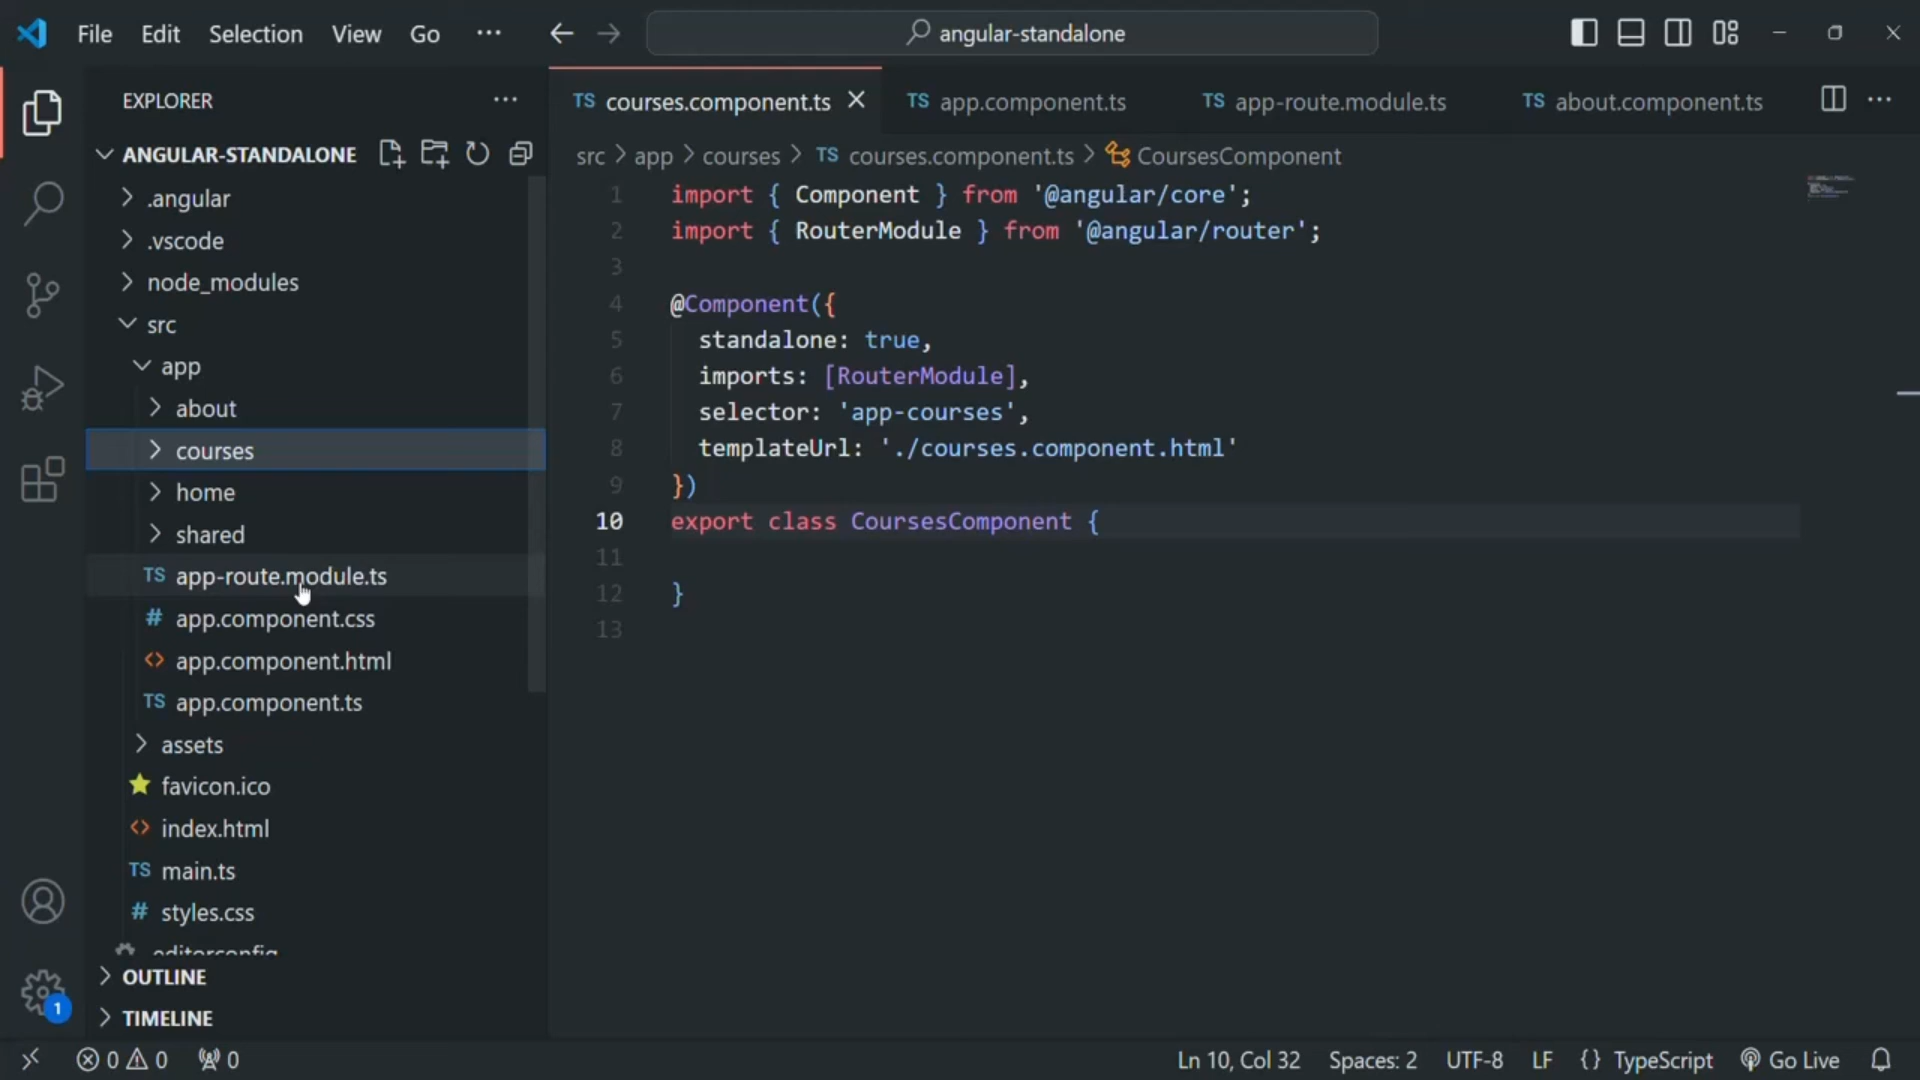 File Edit Selection View Go ··· angular-standalone
EXPLORER ···
ANGULAR-STANDALONE
.angular
.vscode
node_modules
src
app
about
courses
home
shared
TS app-route.module.ts
# app.component.css
<> app.component.html
TS app.component.ts
assets
favicon.ico
<> index.html
TS main.ts
# styles.css
.editorconfig
OUTLINE
TIMELINE
1
TS courses.component.ts TS app.component.ts TS app-route.module.ts TS about.component.ts ···
src > app > courses > TS courses.component.ts > CoursesComponent
1 import { Component } from '@angular/core';
2 import { RouterModule } from '@angular/router';
3
4 @Component({
5 standalone: true,
6 imports: [RouterModule],
7 selector: 'app-courses',
8 templateUrl: './courses.component.html'
9 })
10 export class CoursesComponent {
11
12 }
13
0 0 0 Ln 10, Col 32 Spaces: 2 UTF-8 LF {} TypeScript Go Live